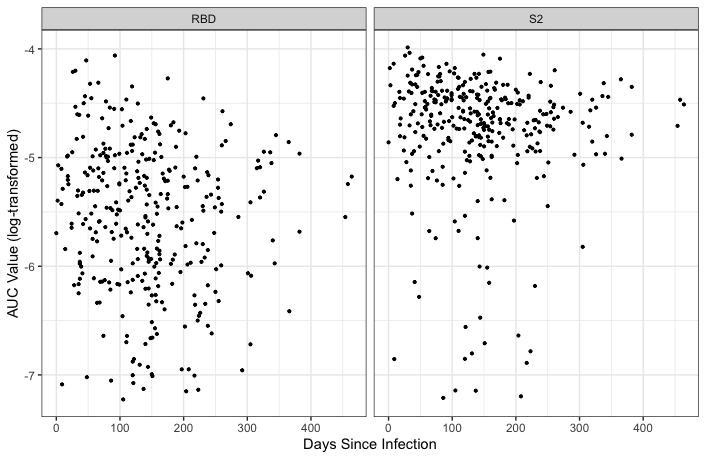 RBD S2
AUC Value (log-transformed)
-4
-5
-6
-7
0 100 200 300 400 0 100 200 300 400
Days Since Infection